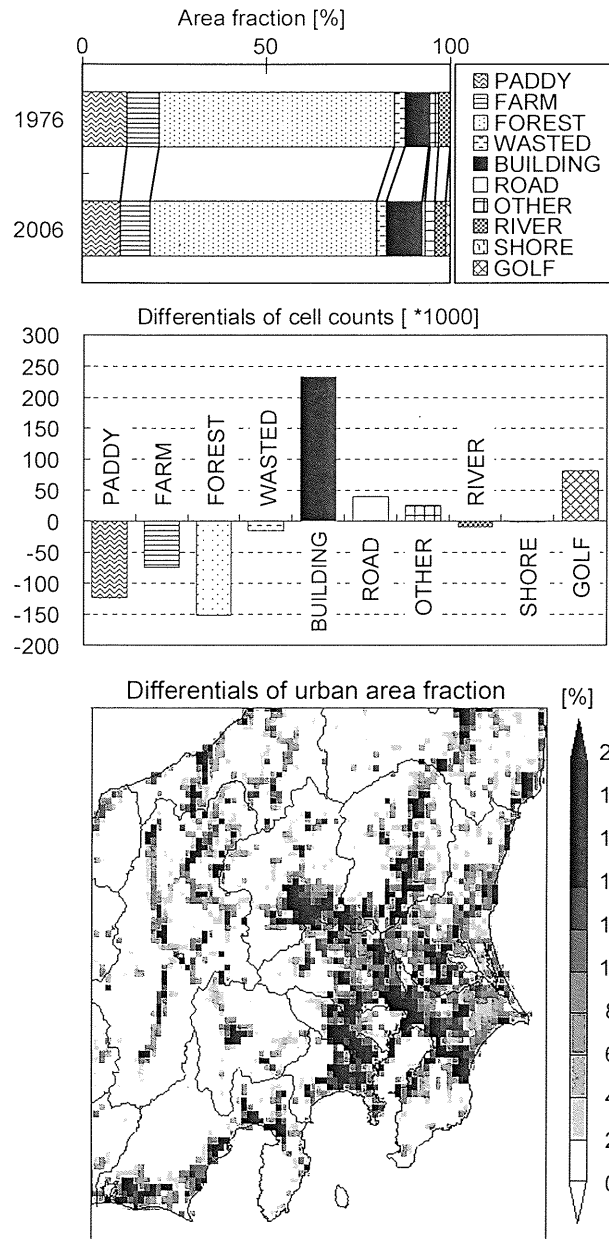 Area fraction [%]
0 50 100
1976
2006
PADDY
FARM
FOREST
WASTED
BUILDING
ROAD
OTHER
RIVER
SHORE
GOLF
Differentials of cell counts [ *1000]
300
250
200
150
100
50
0
-50
-100
-150
-200
PADDY
FARM
FOREST
WASTED
BUILDING
ROAD
OTHER
RIVER
SHORE
GOLF
Differentials of urban area fraction [%]
2
1
1
1
1
1
8
6
4
2
0